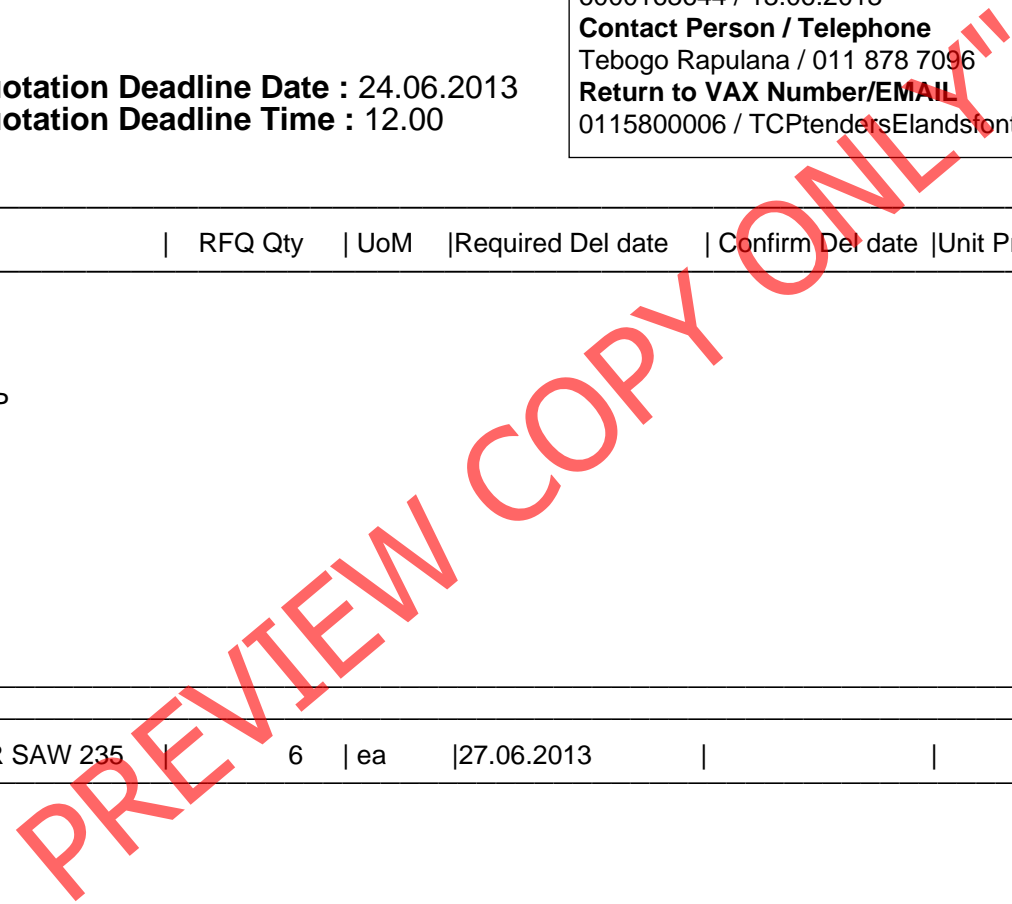 Contact Person / Telephone
Tebogo Rapulana / 011 878 7096
Return to VAX Number/EMAIL
0115800006 / TCPtendersElandsfont
otation Deadline Date : 24.06.2013
otation Deadline Time : 12.00
| RFQ Qty | UoM |Required Del date | Confirm Del date |Unit Pr
P
R SAW 235 | 6 | ea |27.06.2013 | |
PREVIEW COPY ONLY"